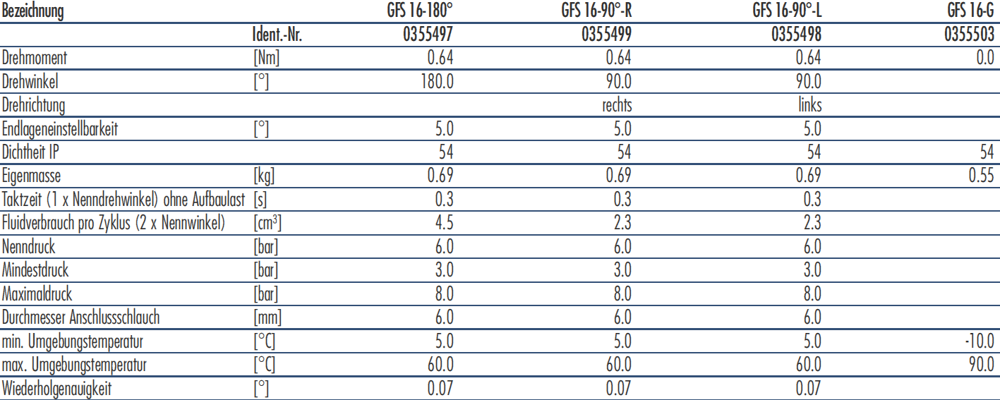 Bezeichnung GFS 16-180° GFS 16-90°-R GFS 16-90°-L GFS 16-G
Ident.-Nr. 0355497 0355499 0355498 0355503
Drehmoment [Nm] 0.64 0.64 0.64 0.0
Drehwinkel [°] 180.0 90.0 90.0
Drehrichtung rechts links
Endlageneinstellbarkeit [°] 5.0 5.0 5.0
Dichtheit IP 54 54 54 54
Eigenmasse [kg] 0.69 0.69 0.69 0.55
Taktzeit (1 x Nenndrehwinkel) ohne Aufbaulast [s] 0.3 0.3 0.3
Fluidverbrauch pro Zyklus (2 x Nennwinkel) [cm³] 4.5 2.3 2.3
Nenndruck [bar] 6.0 6.0 6.0
Mindestdruck [bar] 3.0 3.0 3.0
Maximaldruck [bar] 8.0 8.0 8.0
Durchmesser Anschlussschlauch [mm] 6.0 6.0 6.0
min. Umgebungstemperatur [°C] 5.0 5.0 5.0 -10.0
max. Umgebungstemperatur [°C] 60.0 60.0 60.0 90.0
Wiederholgenauigkeit [°] 0.07 0.07 0.07